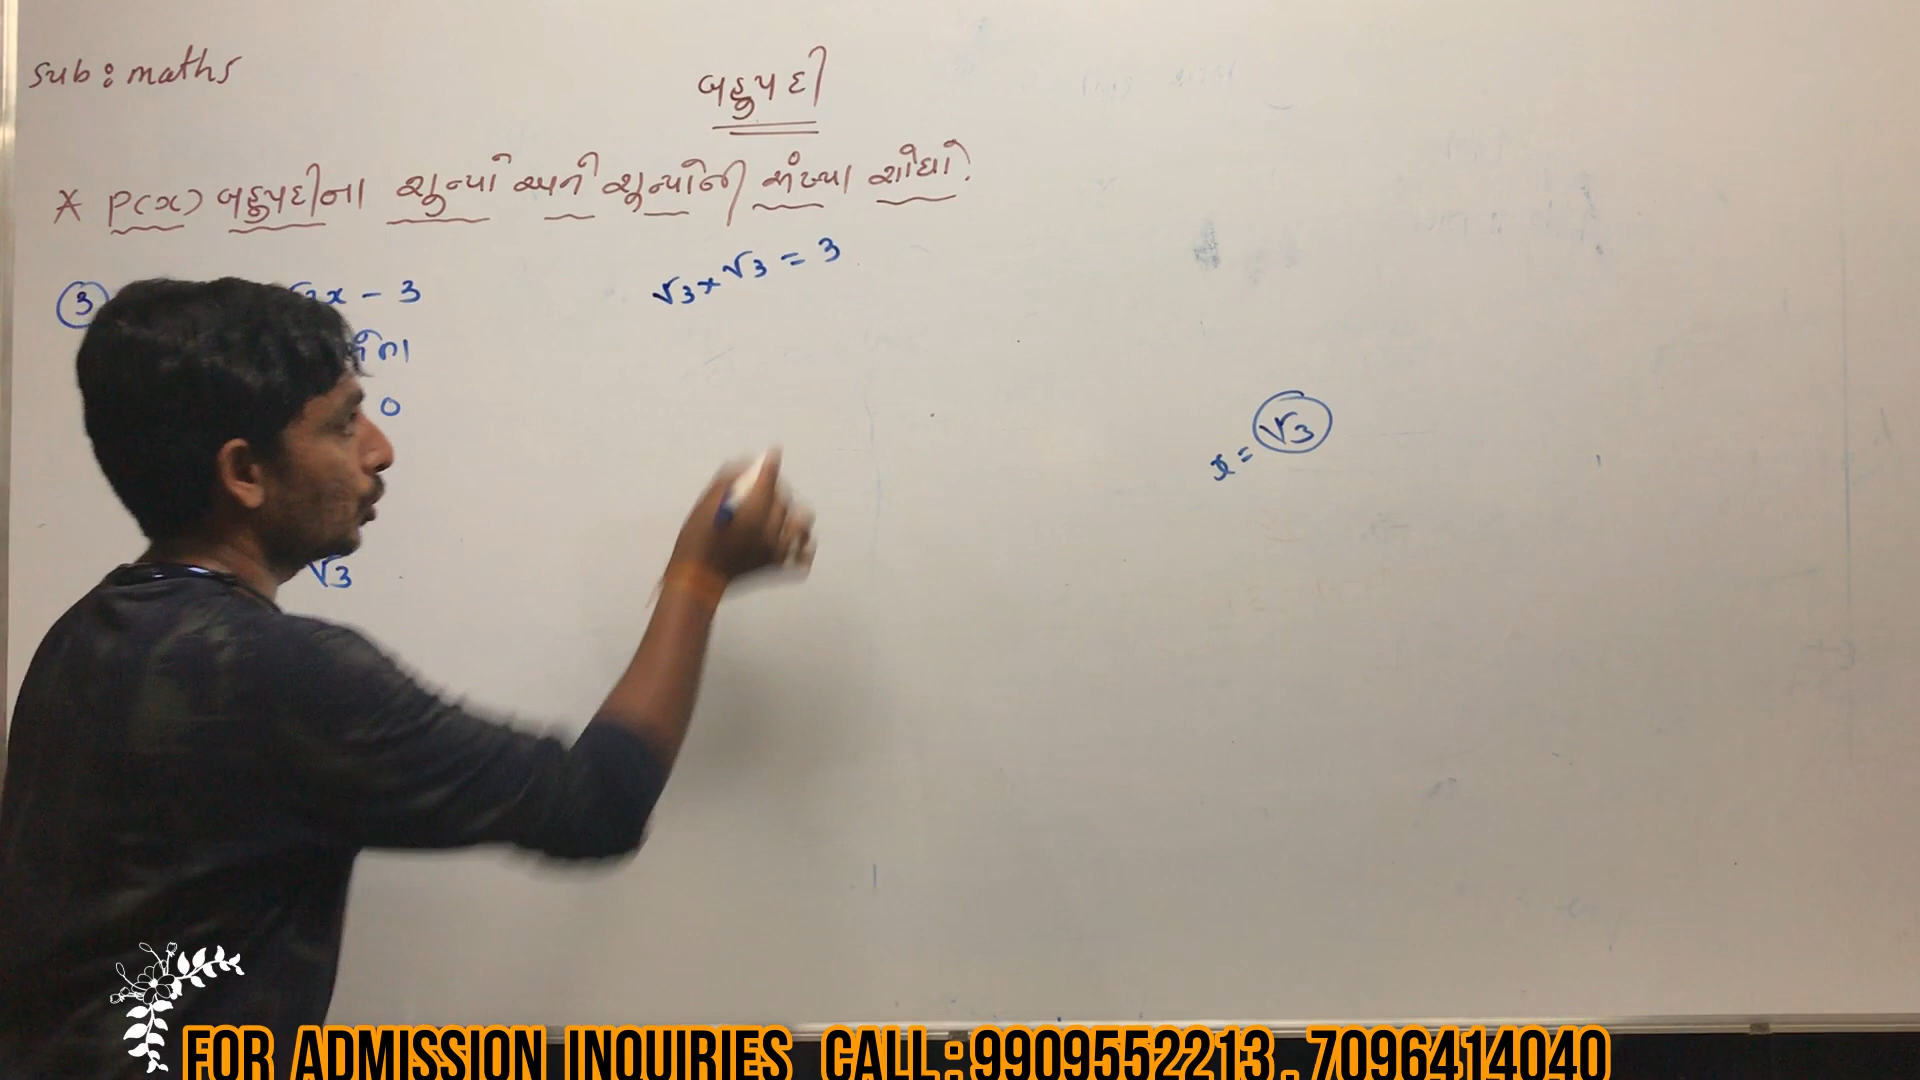 sub : maths
બહુપદી
* P(x) બહુપદીના શૂન્યો અને શૂન્યોની સંખ્યા શોધો.
③ √3x - 3
√3 x √3 = 3
0
x = √3
√3
FOR ADMISSION INQUIRIES CALL : 9909552213 , 7096414040